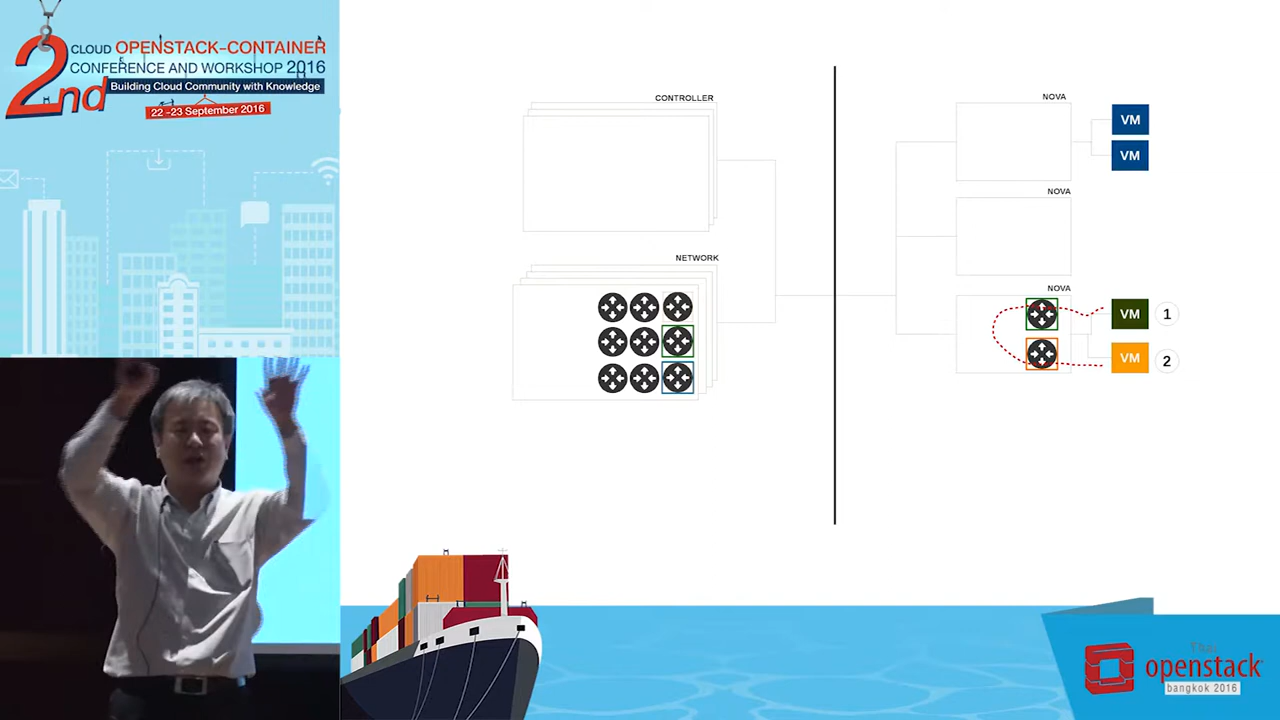 2nd
CLOUD OPENSTACK-CONTAINER
CONFERENCE AND WORKSHOP 2016
Building Cloud Community with Knowledge
22 -23 September 2016
CONTROLLER
NETWORK
NOVA
VM
VM
NOVA
NOVA
VM 1
VM 2
Thai
openstack
bangkok 2016